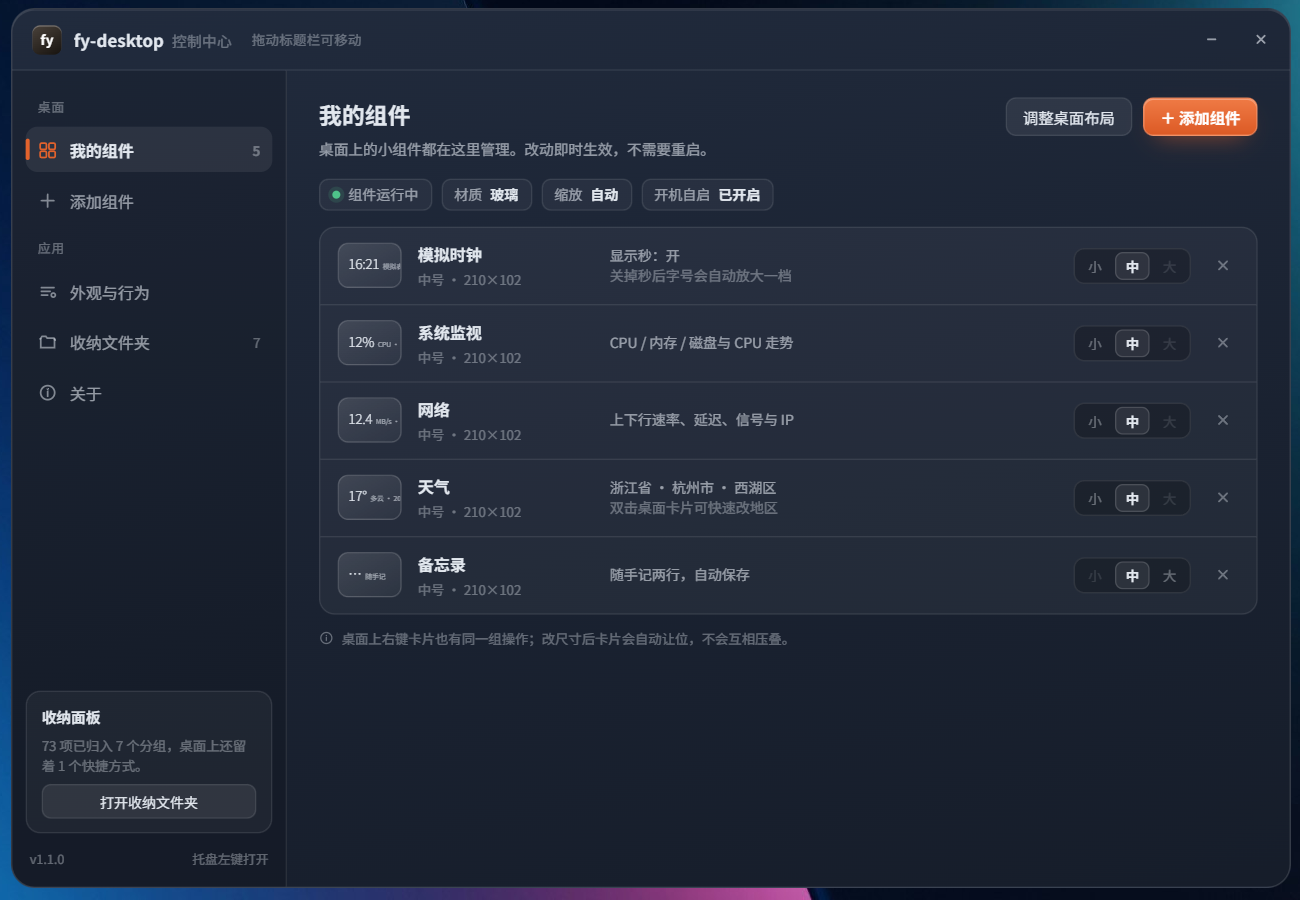 fy fy-desktop 控制中心 拖动标题栏可移动
桌面
我的组件 5
添加组件
应用
外观与行为
收纳文件夹 7
关于
收纳面板
73 项已归入 7 个分组，桌面上还留
着 1 个快捷方式。
打开收纳文件夹
v1.1.0 托盘左键打开
我的组件
桌面上的小组件都在这里管理。改动即时生效，不需要重启。
调整桌面布局
+ 添加组件
组件运行中 材质 玻璃 缩放 自动 开机自启 已开启
16:21
模拟时钟
中号 · 210×102
显示秒：开
关掉秒后字号会自动放大一档
小 中 大
12% CPU ·
系统监视
中号 · 210×102
CPU / 内存 / 磁盘与 CPU 走势
小 中 大
12.4 MB/s ·
网络
中号 · 210×102
上下行速率、延迟、信号与 IP
小 中 大
17° 多云 · 20
天气
中号 · 210×102
浙江省 · 杭州市 · 西湖区
双击桌面卡片可快速改地区
小 中 大
··· 随手记
备忘录
中号 · 210×102
随手记两行，自动保存
小 中 大
桌面上右键卡片也有同一组操作；改尺寸后卡片会自动让位，不会互相压叠。